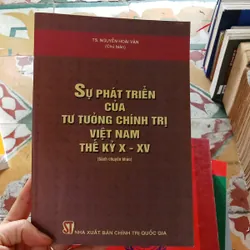 TS. NGUYỄN HOÀI VĂN
(Chủ biên)
SỰ PHÁT TRIỂN
CỦA
TƯ TƯỞNG CHÍNH TRỊ
VIỆT NAM
THẾ KỶ X - XV
(Sách chuyên khảo)
NHÀ XUẤT BẢN CHÍNH TRỊ QUỐC GIA